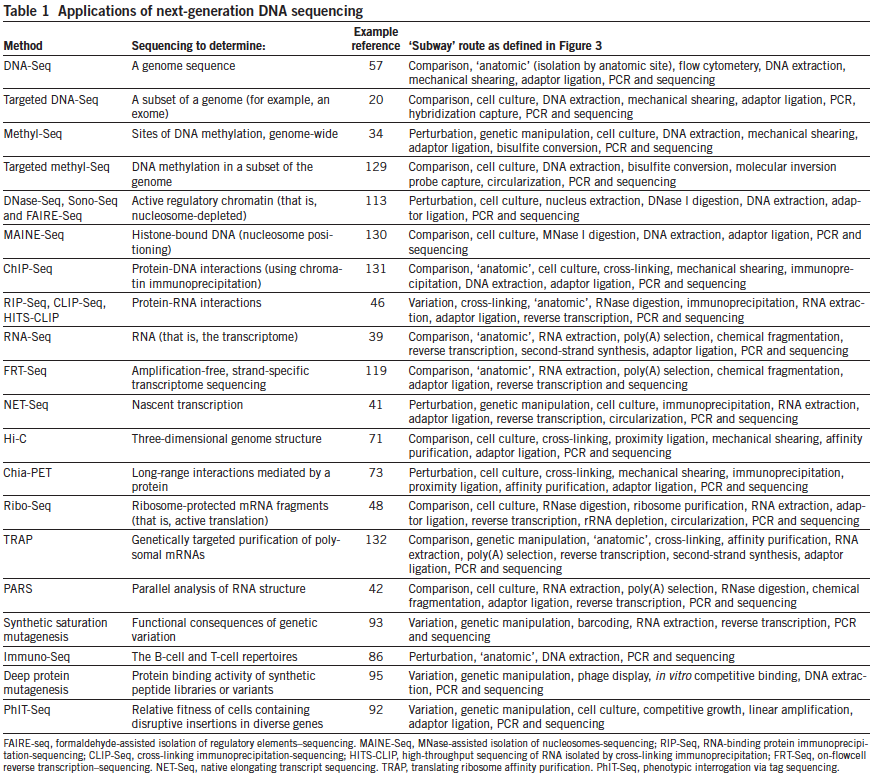 Table 1 Applications of next-generation DNA sequencing
Example
Method Sequencing to determine: reference ‘Subway’ route as defined in Figure 3
DNA-Seq A genome sequence 57 Comparison, ‘anatomic’ (isolation by anatomic site), flow cytometery, DNA extraction,
mechanical shearing, adaptor ligation, PCR and sequencing
Targeted DNA-Seq A subset of a genome (for example, an 20 Comparison, cell culture, DNA extraction, mechanical shearing, adaptor ligation, PCR,
exome) hybridization capture, PCR and sequencing
Methyl-Seq Sites of DNA methylation, genome-wide 34 Perturbation, genetic manipulation, cell culture, DNA extraction, mechanical shearing,
adaptor ligation, bisulfite conversion, PCR and sequencing
Targeted methyl-Seq DNA methylation in a subset of the 129 Comparison, cell culture, DNA extraction, bisulfite conversion, molecular inversion
genome probe capture, circularization, PCR and sequencing
DNase-Seq, Sono-Seq Active regulatory chromatin (that is, 113 Perturbation, cell culture, nucleus extraction, DNase I digestion, DNA extraction, adap-
and FAIRE-Seq nucleosome-depleted) tor ligation, PCR and sequencing
MAINE-Seq Histone-bound DNA (nucleosome posi- 130 Comparison, cell culture, MNase I digestion, DNA extraction, adaptor ligation, PCR and
tioning) sequencing
ChIP-Seq Protein-DNA interactions (using chroma- 131 Comparison, ‘anatomic’, cell culture, cross-linking, mechanical shearing, immunopre-
tin immunoprecipitation) cipitation, DNA extraction, adaptor ligation, PCR and sequencing
RIP-Seq, CLIP-Seq, Protein-RNA interactions 46 Variation, cross-linking, ‘anatomic’, RNase digestion, immunoprecipitation, RNA extrac-
HITS-CLIP tion, adaptor ligation, reverse transcription, PCR and sequencing
RNA-Seq RNA (that is, the transcriptome) 39 Comparison, ‘anatomic’, RNA extraction, poly(A) selection, chemical fragmentation,
reverse transcription, second-strand synthesis, adaptor ligation, PCR and sequencing
FRT-Seq Amplification-free, strand-specific 119 Comparison, ‘anatomic’, RNA extraction, poly(A) selection, chemical fragmentation,
transcriptome sequencing adaptor ligation, reverse transcription and sequencing
NET-Seq Nascent transcription 41 Perturbation, genetic manipulation, cell culture, immunoprecipitation, RNA extraction,
adaptor ligation, reverse transcription, circularization, PCR and sequencing
Hi-C Three-dimensional genome structure 71 Comparison, cell culture, cross-linking, proximity ligation, mechanical shearing, affinity
purification, adaptor ligation, PCR and sequencing
Chia-PET Long-range interactions mediated by a 73 Perturbation, cell culture, cross-linking, mechanical shearing, immunoprecipitation,
protein proximity ligation, affinity purification, adaptor ligation, PCR and sequencing
Ribo-Seq Ribosome-protected mRNA fragments 48 Comparison, cell culture, RNase digestion, ribosome purification, RNA extraction, adap-
(that is, active translation) tor ligation, reverse transcription, rRNA depletion, circularization, PCR and sequencing
TRAP Genetically targeted purification of poly- 132 Comparison, genetic manipulation, ‘anatomic’, cross-linking, affinity purification, RNA
somal mRNAs extraction, poly(A) selection, reverse transcription, second-strand synthesis, adaptor
ligation, PCR and sequencing
PARS Parallel analysis of RNA structure 42 Comparison, cell culture, RNA extraction, poly(A) selection, RNase digestion, chemical
fragmentation, adaptor ligation, reverse transcription, PCR and sequencing
Synthetic saturation Functional consequences of genetic 93 Variation, genetic manipulation, barcoding, RNA extraction, reverse transcription, PCR
mutagenesis variation and sequencing
Immuno-Seq The B-cell and T-cell repertoires 86 Perturbation, ‘anatomic’, DNA extraction, PCR and sequencing
Deep protein Protein binding activity of synthetic 95 Variation, genetic manipulation, phage display, in vitro competitive binding, DNA extrac-
mutagenesis peptide libraries or variants tion, PCR and sequencing
PhIT-Seq Relative fitness of cells containing 92 Variation, genetic manipulation, cell culture, competitive growth, linear amplification,
disruptive insertions in diverse genes adaptor ligation, PCR and sequencing
FAIRE-seq, formaldehyde-assisted isolation of regulatory elements–sequencing. MAINE-Seq, MNase-assisted isolation of nucleosomes-sequencing; RIP-Seq, RNA-binding protein immunoprecipi-
tation-sequencing; CLIP-Seq, cross-linking immunoprecipitation-sequencing; HITS-CLIP, high-throughput sequencing of RNA isolated by cross-linking immunoprecipitation; FRT-Seq, on-flowcell
reverse transcription–sequencing. NET-Seq, native elongating transcript sequencing. TRAP, translating ribosome affinity purification. PhIT-Seq, phenotypic interrogation via tag sequencing.